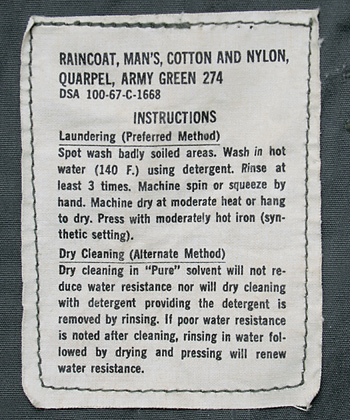 RAINCOAT, MAN'S, COTTON AND NYLON,
QUARPEL, ARMY GREEN 274
DSA 100-67-C-1668
INSTRUCTIONS
Laundering (Preferred Method)
Spot wash badly soiled areas. Wash in hot
water (140 F.) using detergent. Rinse at
least 3 times. Machine spin or squeeze by
hand. Machine dry at moderate heat or hang
to dry. Press with moderately hot iron (syn-
thetic setting).
Dry Cleaning (Alternate Method)
Dry cleaning in "Pure" solvent will not re-
duce water resistance nor will dry cleaning
with detergent providing the detergent is
removed by rinsing. If poor water resistance
is noted after cleaning, rinsing in water fol-
lowed by drying and pressing will renew
water resistance.